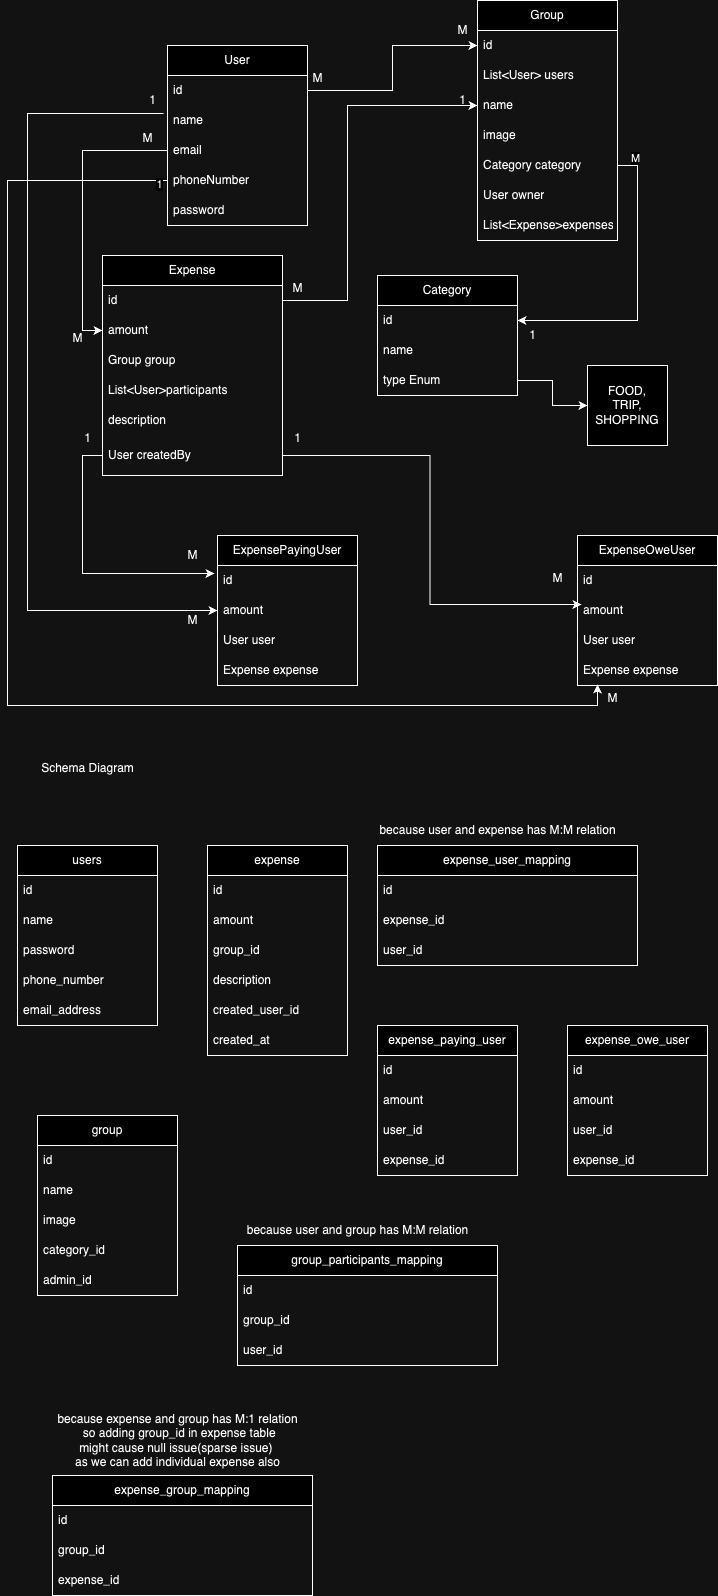 Group
id
List<User> users
name
image
Category category
User owner
List<Expense>expenses
M
M
1
M
1
User
id
name
email
phoneNumber
password
1
M
1
Expense
id
amount
Group group
List<User>participants
description
User createdBy
M
M
1
1
Category
id
name
type Enum
FOOD,
TRIP,
SHOPPING
ExpensePayingUser
id
amount
User user
Expense expense
M
M
ExpenseOweUser
id
amount
User user
Expense expense
M
M
Schema Diagram
users
id
name
password
phone_number
email_address
expense
id
amount
group_id
description
created_user_id
created_at
because user and expense has M:M relation
expense_user_mapping
id
expense_id
user_id
expense_paying_user
id
amount
user_id
expense_id
expense_owe_user
id
amount
user_id
expense_id
group
id
name
image
category_id
admin_id
because user and group has M:M relation
group_participants_mapping
id
group_id
user_id
because expense and group has M:1 relation
so adding group_id in expense table
might cause null issue(sparse issue)
as we can add individual expense also
expense_group_mapping
id
group_id
expense_id